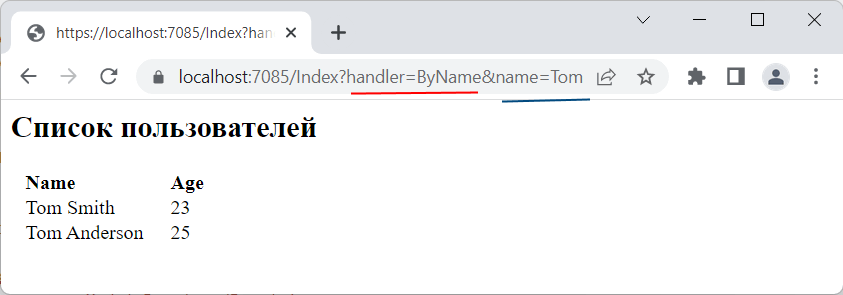 https://localhost:7085/Index?han
localhost:7085/Index?handler=ByName&name=Tom
Список пользователей
Name Age
Tom Smith 23
Tom Anderson 25